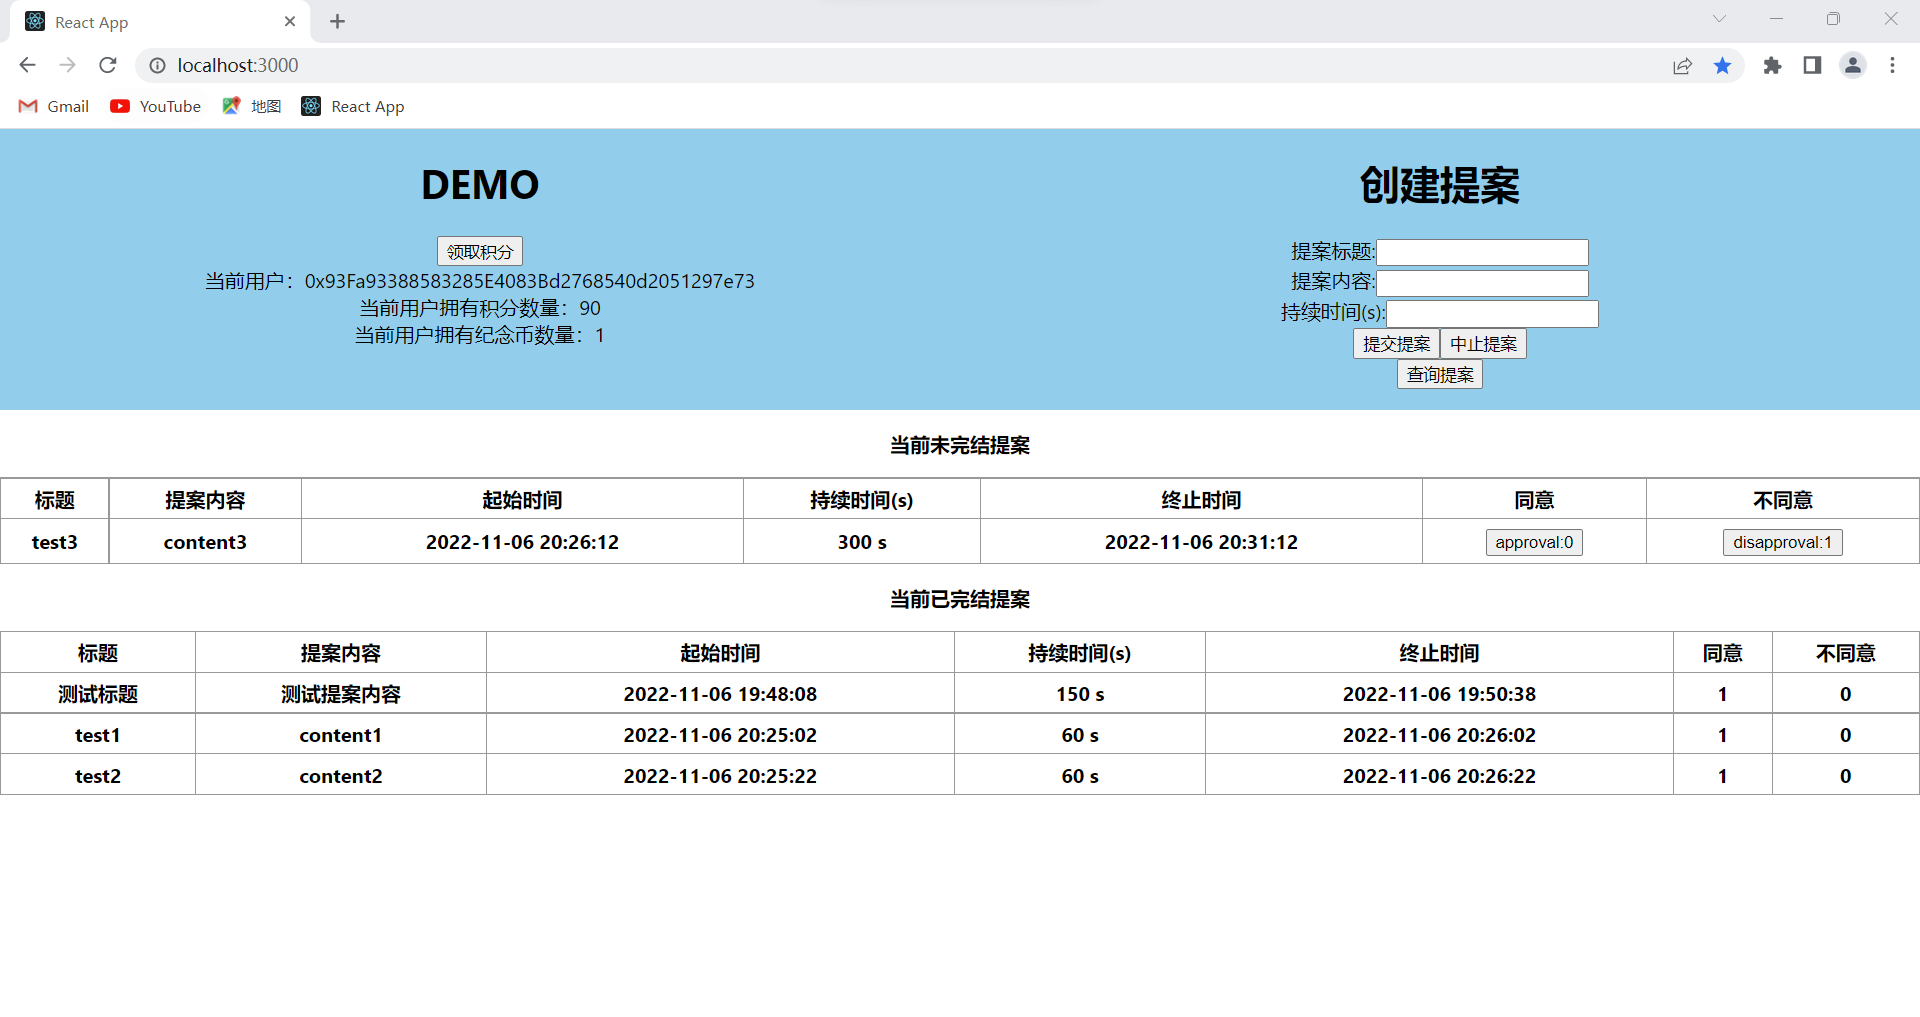 React App
localhost:3000
Gmail YouTube 地图 React App
DEMO
领取积分
当前用户：0x93Fa93388583285E4083Bd2768540d2051297e73
当前用户拥有积分数量：90
当前用户拥有纪念币数量：1
创建提案
提案标题:
提案内容:
持续时间(s):
提交提案 中止提案
查询提案
当前未完结提案
标题 提案内容 起始时间 持续时间(s) 终止时间 同意 不同意
test3 content3 2022-11-06 20:26:12 300 s 2022-11-06 20:31:12 approval:0 disapproval:1
当前已完结提案
标题 提案内容 起始时间 持续时间(s) 终止时间 同意 不同意
测试标题 测试提案内容 2022-11-06 19:48:08 150 s 2022-11-06 19:50:38 1 0
test1 content1 2022-11-06 20:25:02 60 s 2022-11-06 20:26:02 1 0
test2 content2 2022-11-06 20:25:22 60 s 2022-11-06 20:26:22 1 0